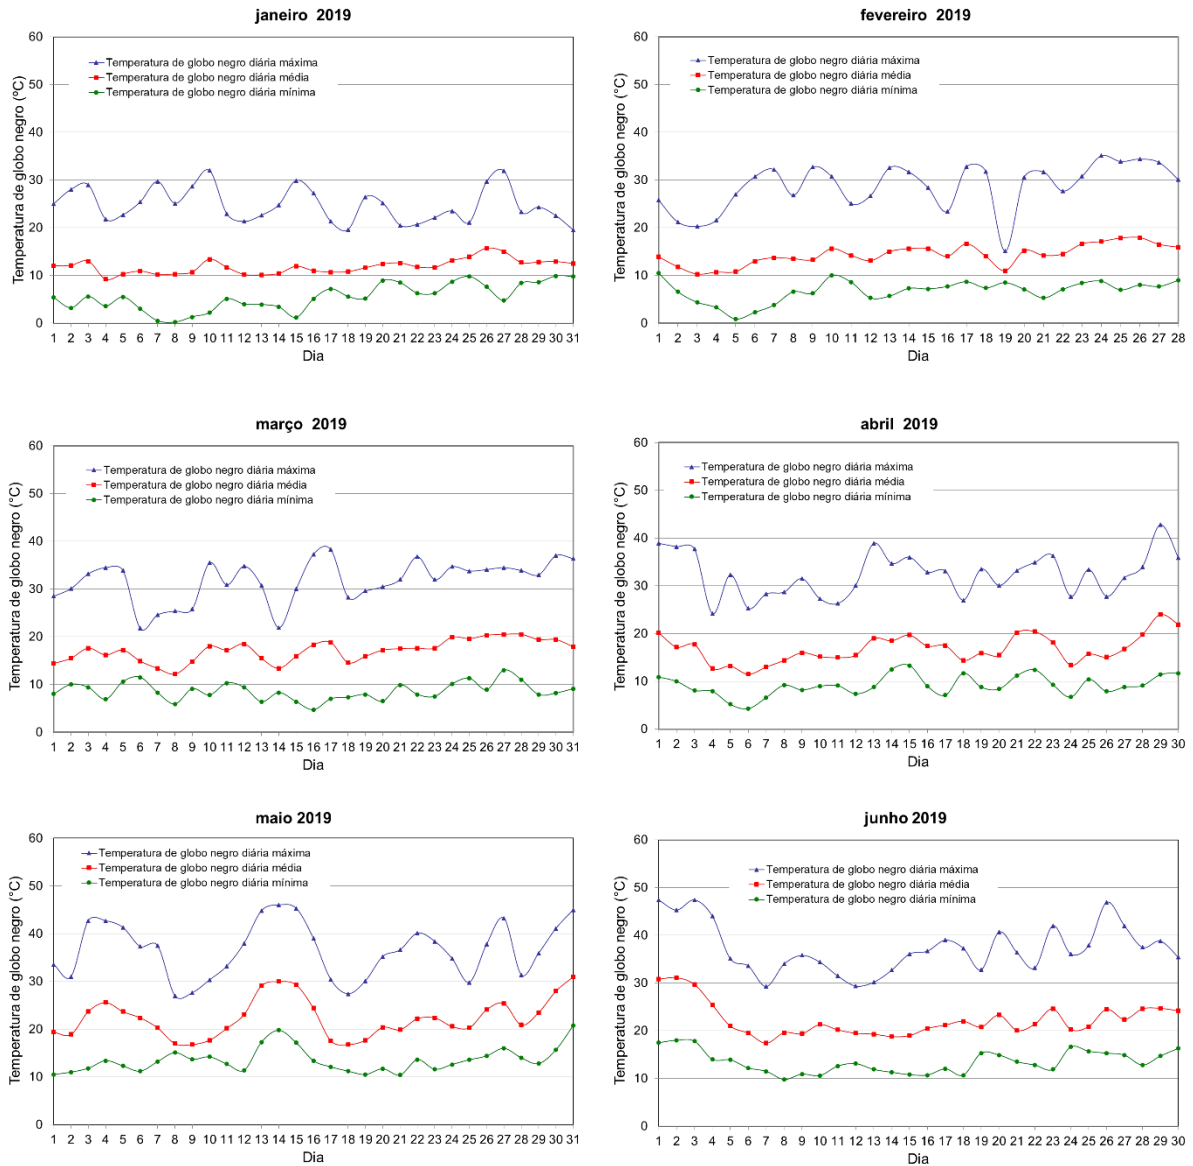 janeiro  2019
60
50
40
30
20
10
0
Temperatura de globo negro (°C)
Temperatura de globo negro diária máxima
Temperatura de globo negro diária média
Temperatura de globo negro diária mínima
1 2 3 4 5 6 7 8 9 10 11 12 13 14 15 16 17 18 19 20 21 22 23 24 25 26 27 28 29 30 31
Dia
fevereiro  2019
60
50
40
30
20
10
0
Temperatura de globo negro (°C)
Temperatura de globo negro diária máxima
Temperatura de globo negro diária média
Temperatura de globo negro diária mínima
1 2 3 4 5 6 7 8 9 10 11 12 13 14 15 16 17 18 19 20 21 22 23 24 25 26 27 28
Dia
março  2019
60
50
40
30
20
10
0
Temperatura de globo negro (°C)
Temperatura de globo negro diária máxima
Temperatura de globo negro diária média
Temperatura de globo negro diária mínima
1 2 3 4 5 6 7 8 9 10 11 12 13 14 15 16 17 18 19 20 21 22 23 24 25 26 27 28 29 30 31
Dia
abril  2019
60
50
40
30
20
10
0
Temperatura de globo negro (°C)
Temperatura de globo negro diária máxima
Temperatura de globo negro diária média
Temperatura de globo negro diária mínima
1 2 3 4 5 6 7 8 9 10 11 12 13 14 15 16 17 18 19 20 21 22 23 24 25 26 27 28 29 30
Dia
maio 2019
60
50
40
30
20
10
0
Temperatura de globo negro (°C)
Temperatura de globo negro diária máxima
Temperatura de globo negro diária média
Temperatura de globo negro diária mínima
1 2 3 4 5 6 7 8 9 10 11 12 13 14 15 16 17 18 19 20 21 22 23 24 25 26 27 28 29 30 31
Dia
junho 2019
60
50
40
30
20
10
0
Temperatura de globo negro (°C)
Temperatura de globo negro diária máxima
Temperatura de globo negro diária média
Temperatura de globo negro diária mínima
1 2 3 4 5 6 7 8 9 10 11 12 13 14 15 16 17 18 19 20 21 22 23 24 25 26 27 28 29 30
Dia